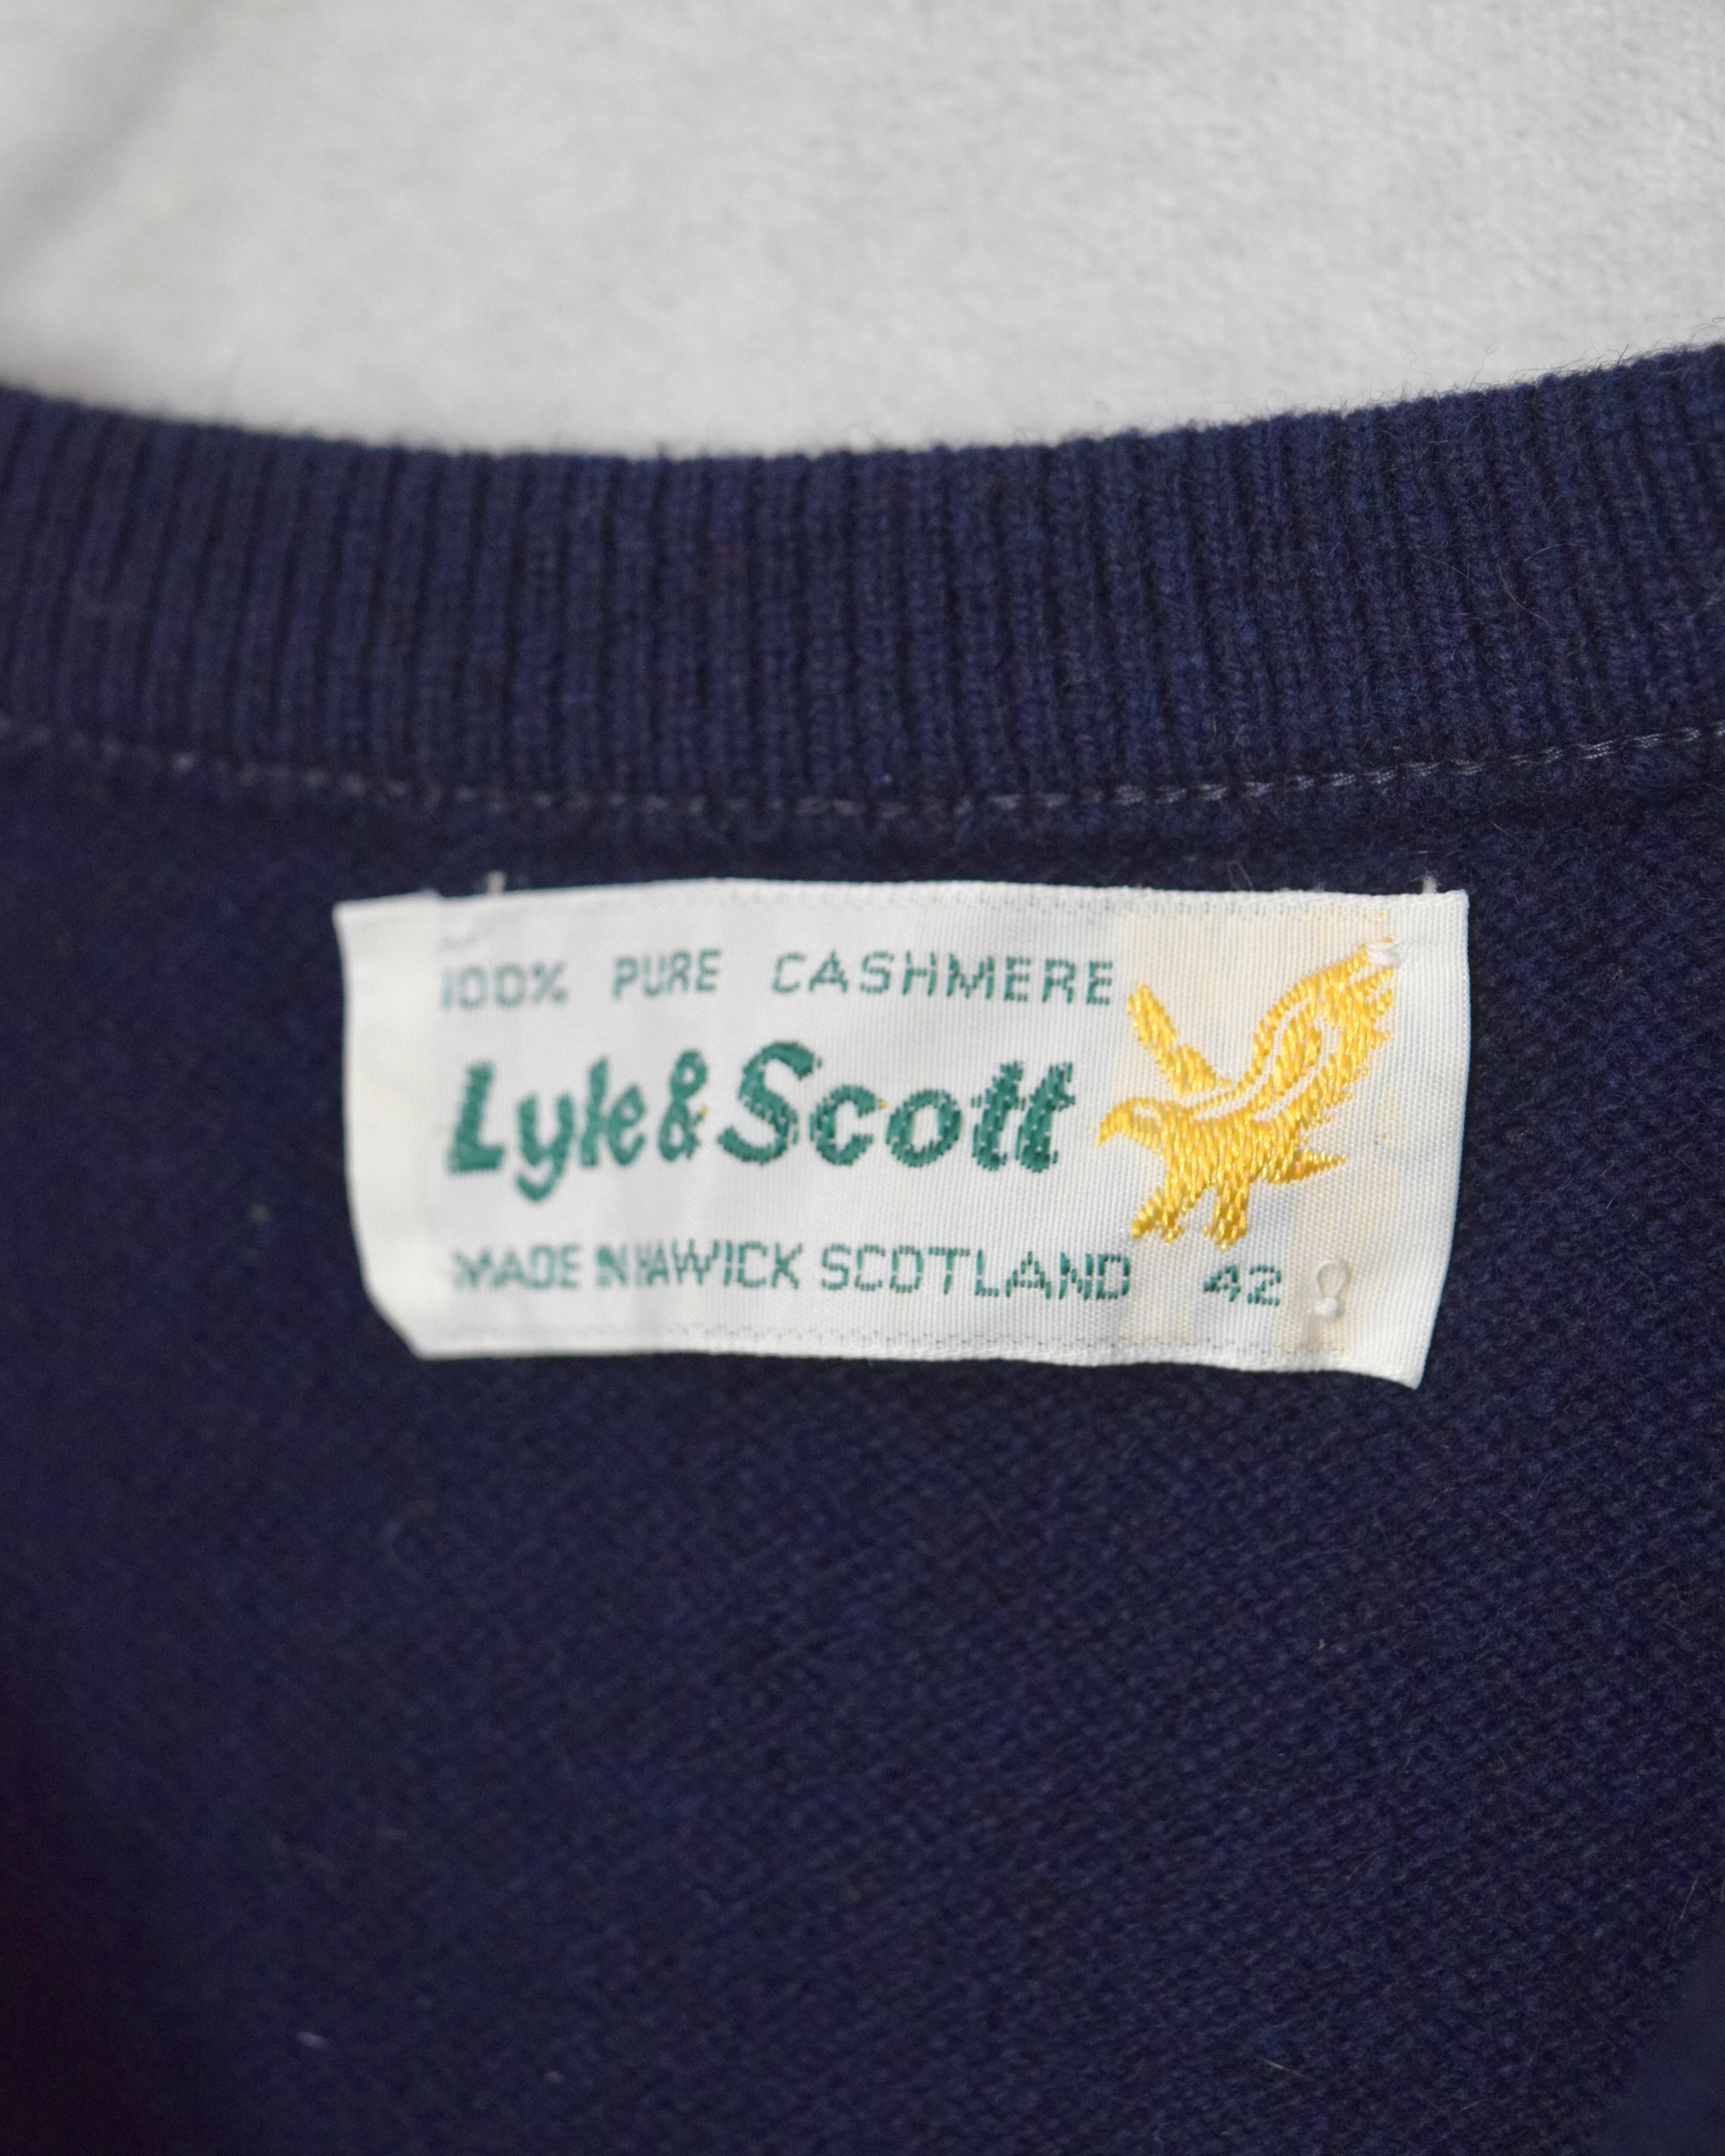 100% PURE CASHMERE
Lyle & Scott
MADE IN HAWICK SCOTLAND 42